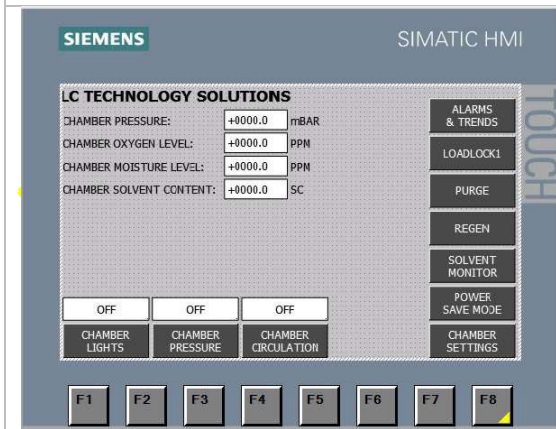 SIEMENS
SIMATIC HMI
TOUCH
LC TECHNOLOGY SOLUTIONS
CHAMBER PRESSURE: +0000.0 mBAR
CHAMBER OXYGEN LEVEL: +0000.0 PPM
CHAMBER MOISTURE LEVEL: +0000.0 PPM
CHAMBER SOLVENT CONTENT: +0000.0 SC
ALARMS
& TRENDS
LOADLOCK1
PURGE
REGEN
SOLVENT
MONITOR
POWER
SAVE MODE
CHAMBER
SETTINGS
OFF OFF OFF
CHAMBER
LIGHTS
CHAMBER
PRESSURE
CHAMBER
CIRCULATION
F1 F2 F3 F4 F5 F6 F7 F8